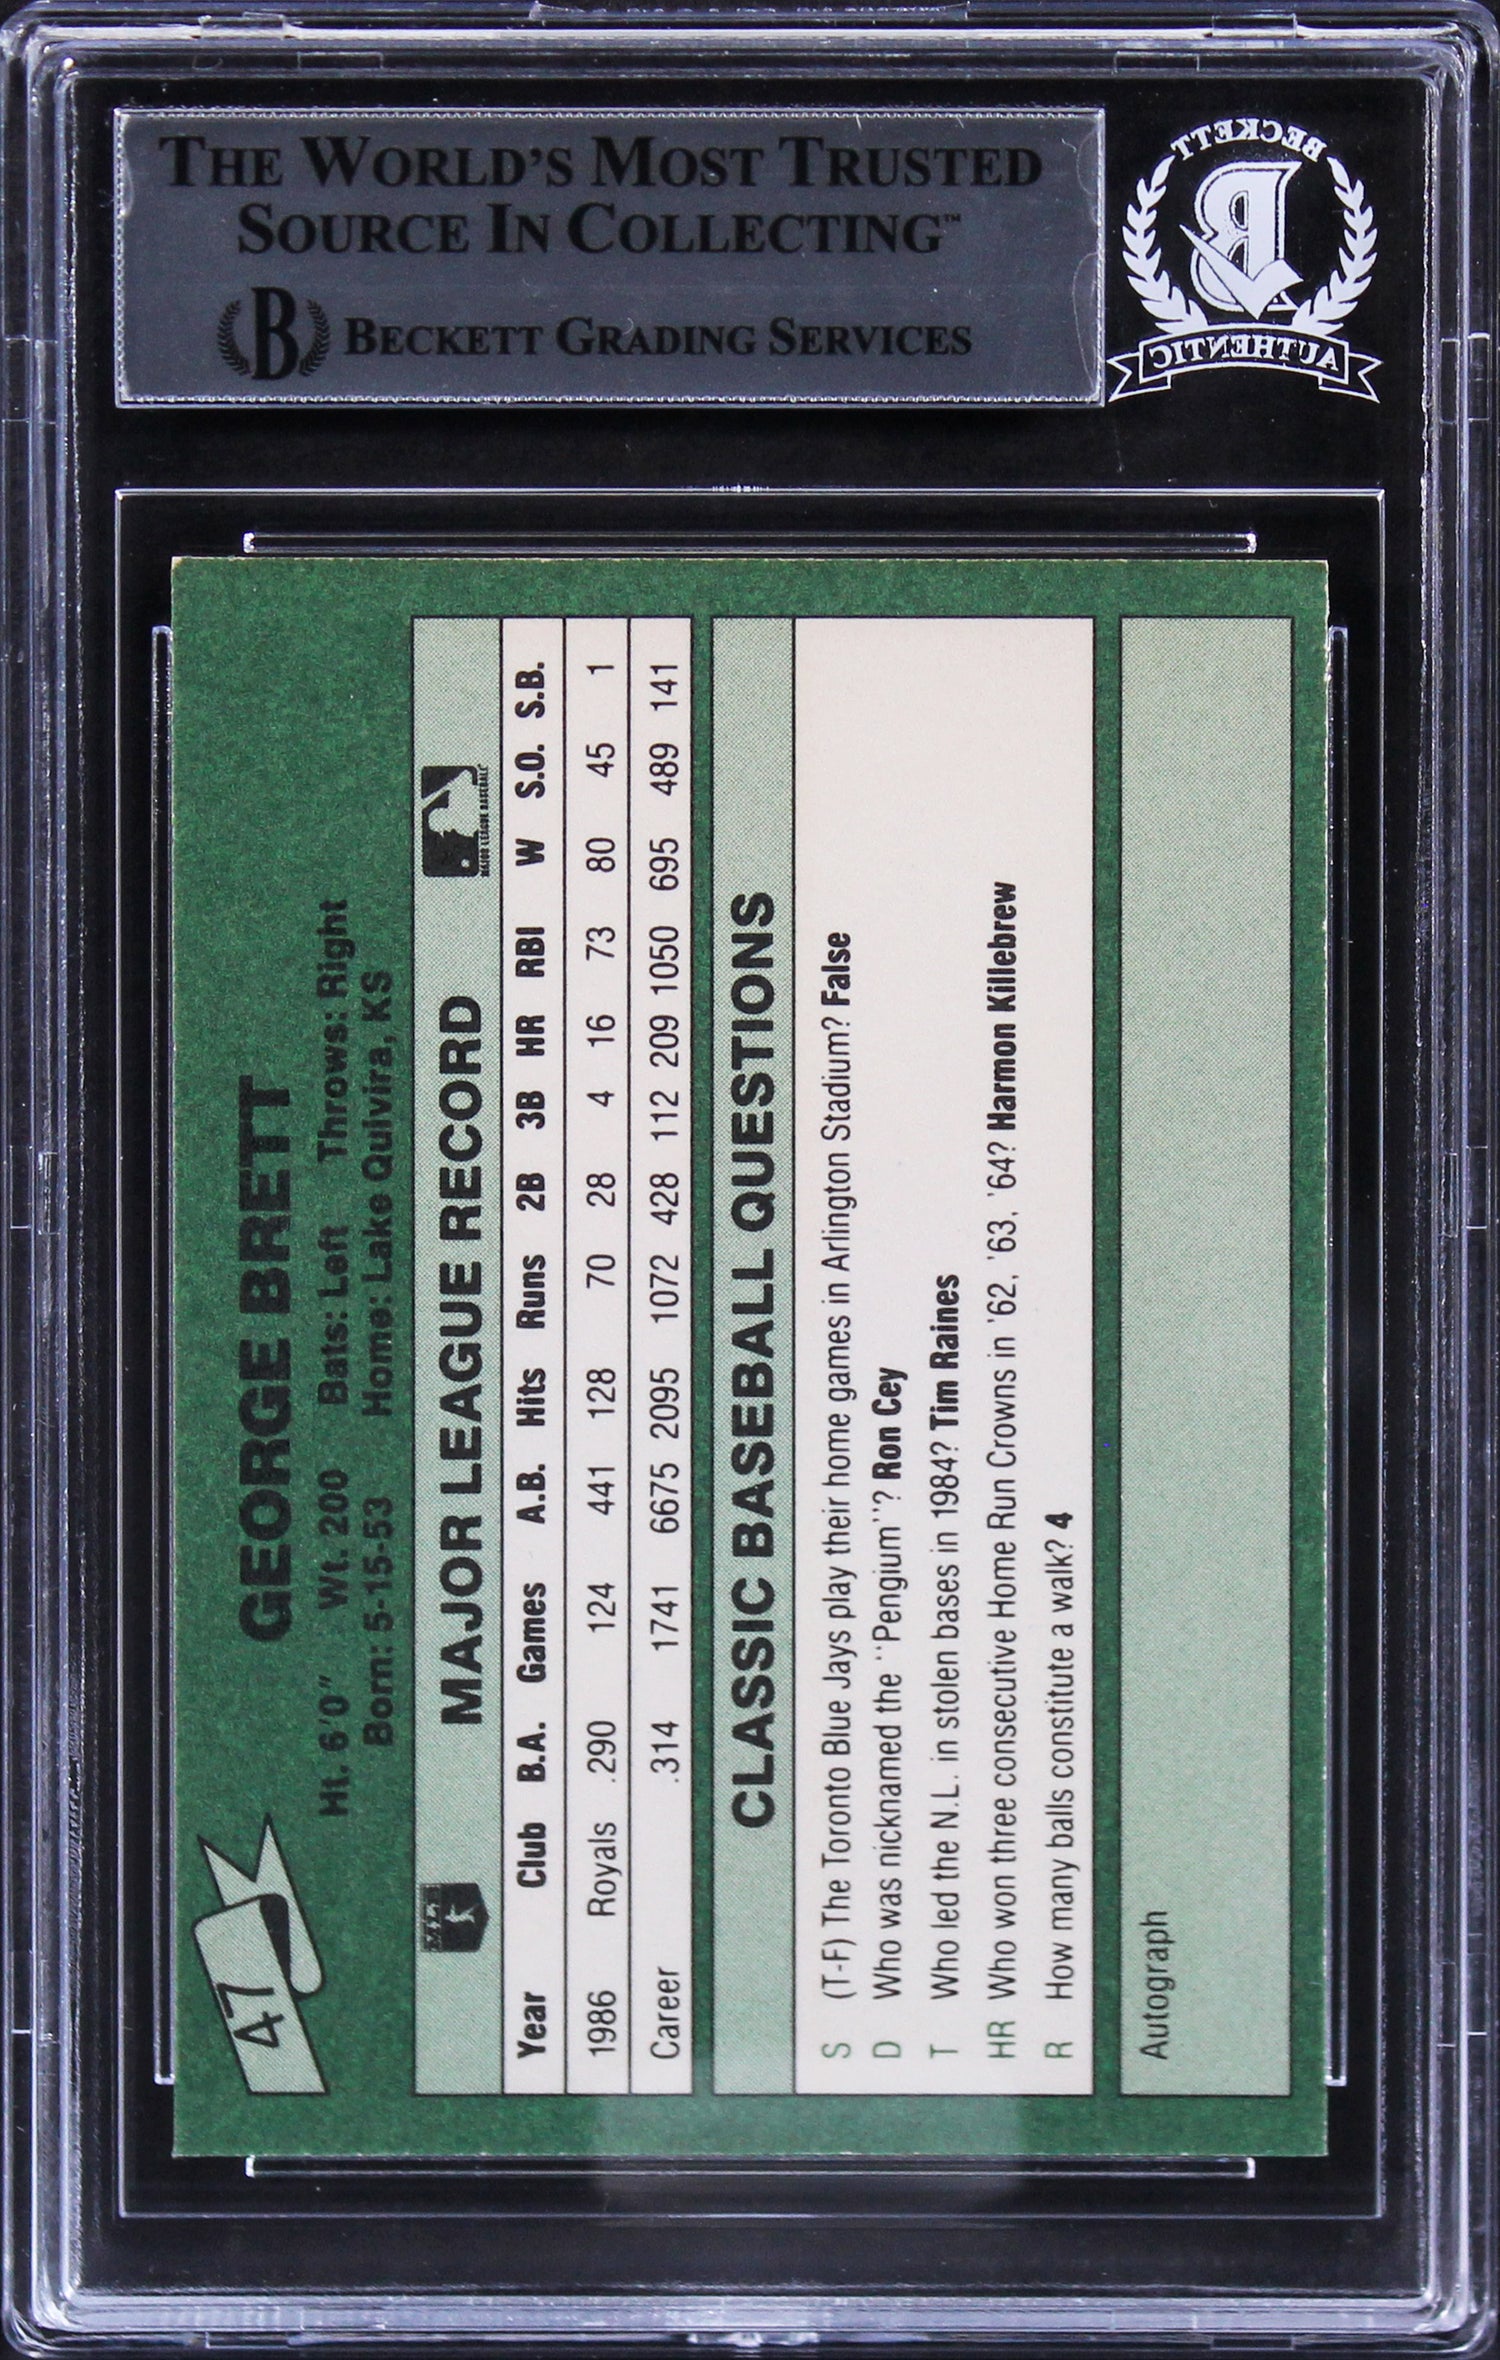 THE WORLD'S MOST TRUSTED
SOURCE IN COLLECTING™
B BECKETT GRADING SERVICES
BECKETT
B
AUTHENTIC
47
GEORGE BRETT
Ht. 6'0" Wt. 200 Bats: Left Throws: Right
Born: 5-15-53 Home: Lake Quivira, KS
MAJOR LEAGUE RECORD
MAJOR LEAGUE BASEBALL
Year Club B.A. Games A.B. Hits Runs 2B 3B HR RBI W S.O. S.B.
1986 Royals .290 124 441 128 70 28 4 16 73 80 45 1
Career .314 1741 6675 2095 1072 428 112 209 1050 695 489 141
CLASSIC BASEBALL QUESTIONS
S (T-F) The Toronto Blue Jays play their home games in Arlington Stadium? False
D Who was nicknamed the "Pengium"? Ron Cey
T Who led the N.L. in stolen bases in 1984? Tim Raines
HR Who won three consecutive Home Run Crowns in '62, '63, '64? Harmon Killebrew
R How many balls constitute a walk? 4
Autograph